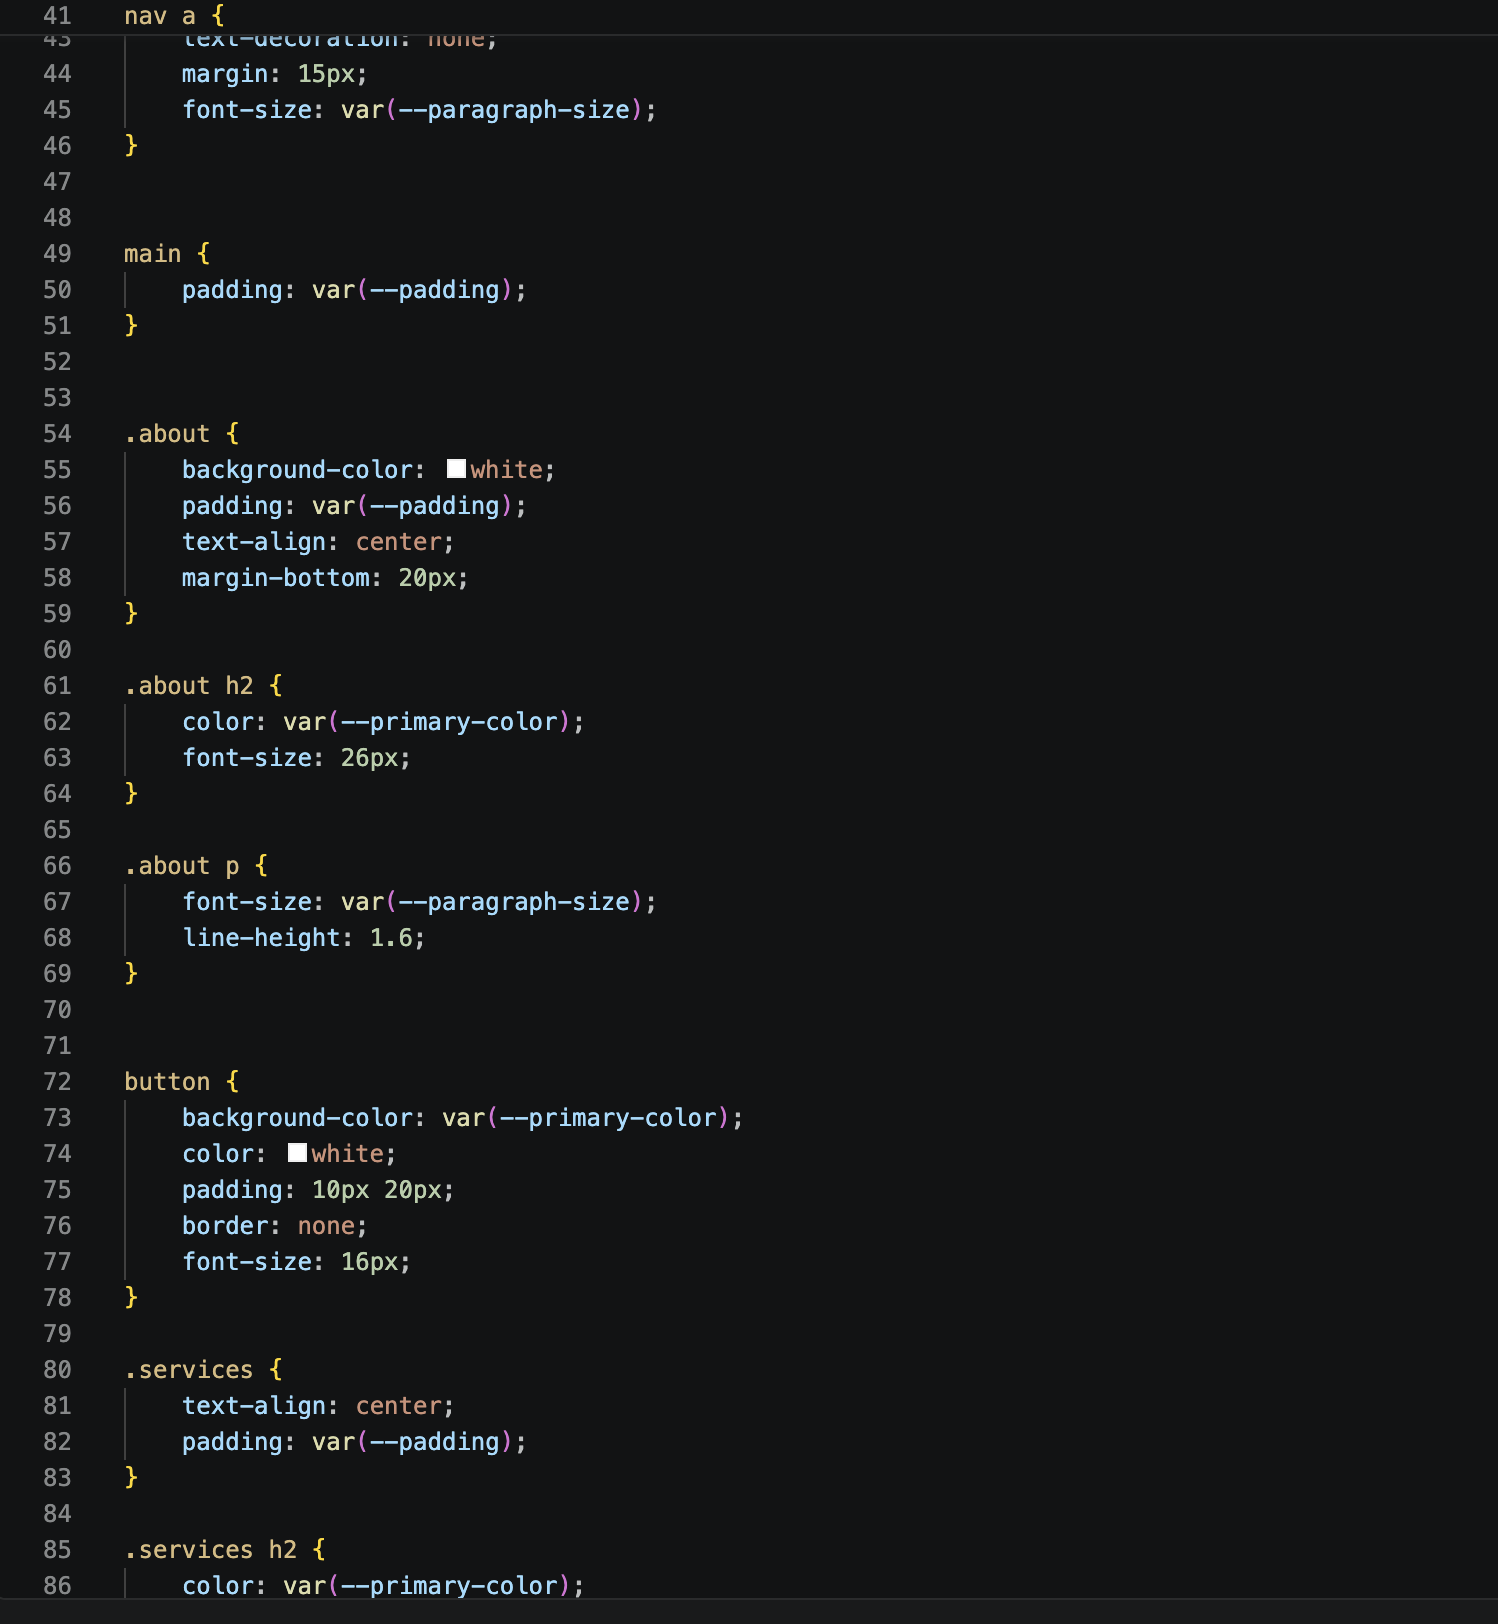 41 nav a {
43     text-decoration: none;
44     margin: 15px;
45     font-size: var(--paragraph-size);
46 }
47
48
49 main {
50     padding: var(--padding);
51 }
52
53
54 .about {
55     background-color: white;
56     padding: var(--padding);
57     text-align: center;
58     margin-bottom: 20px;
59 }
60
61 .about h2 {
62     color: var(--primary-color);
63     font-size: 26px;
64 }
65
66 .about p {
67     font-size: var(--paragraph-size);
68     line-height: 1.6;
69 }
70
71
72 button {
73     background-color: var(--primary-color);
74     color: white;
75     padding: 10px 20px;
76     border: none;
77     font-size: 16px;
78 }
79
80 .services {
81     text-align: center;
82     padding: var(--padding);
83 }
84
85 .services h2 {
86     color: var(--primary-color);